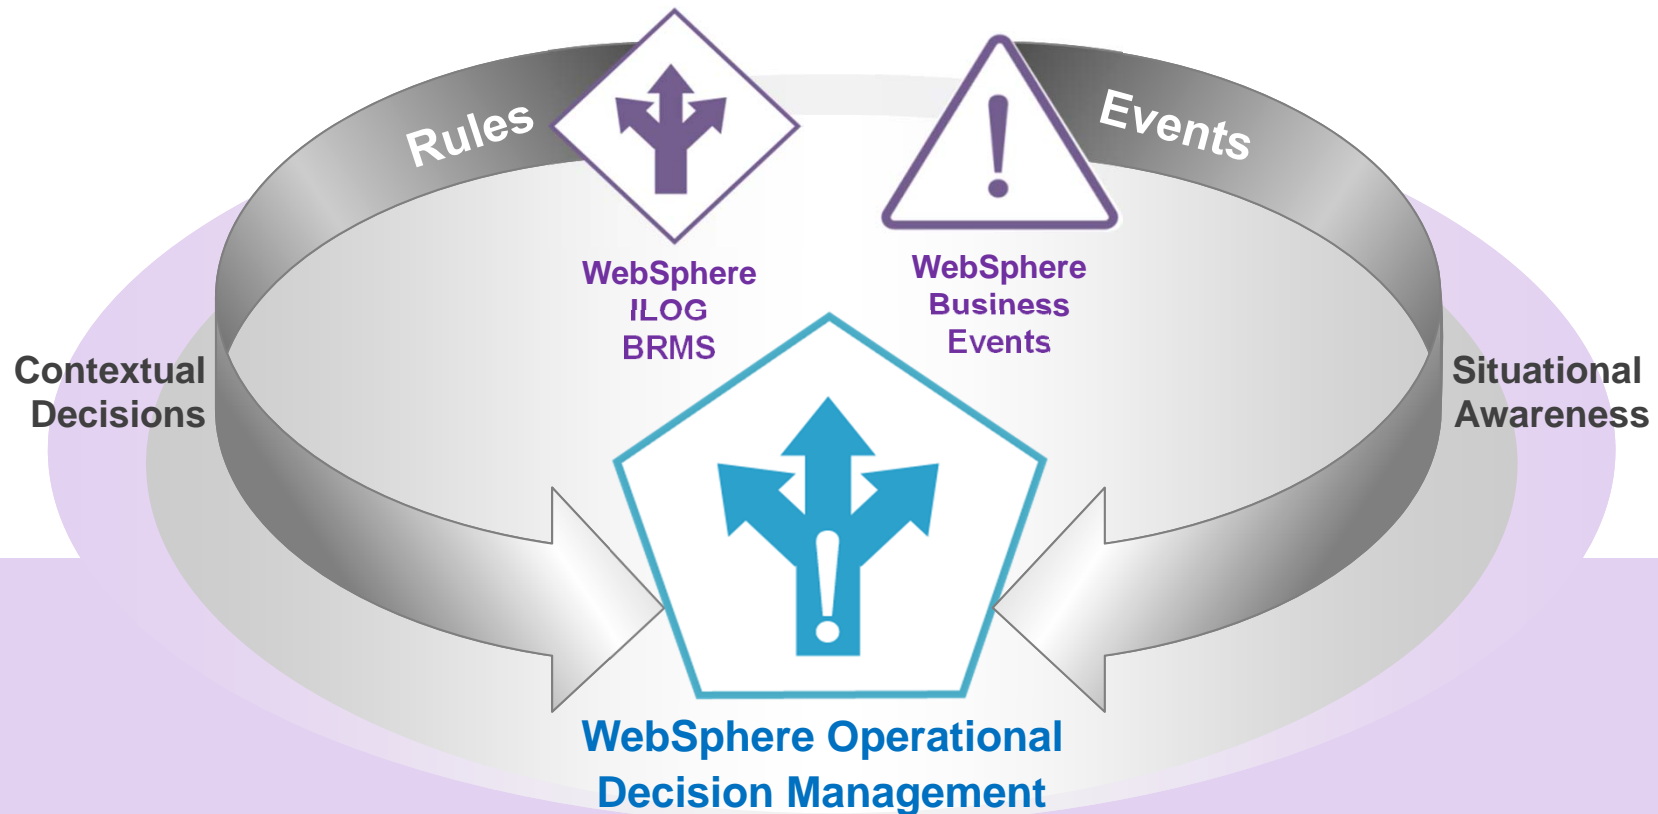 Rules
Events
WebSphere
ILOG
BRMS
WebSphere
Business
Events
Contextual
Decisions
Situational
Awareness
WebSphere Operational
Decision Management